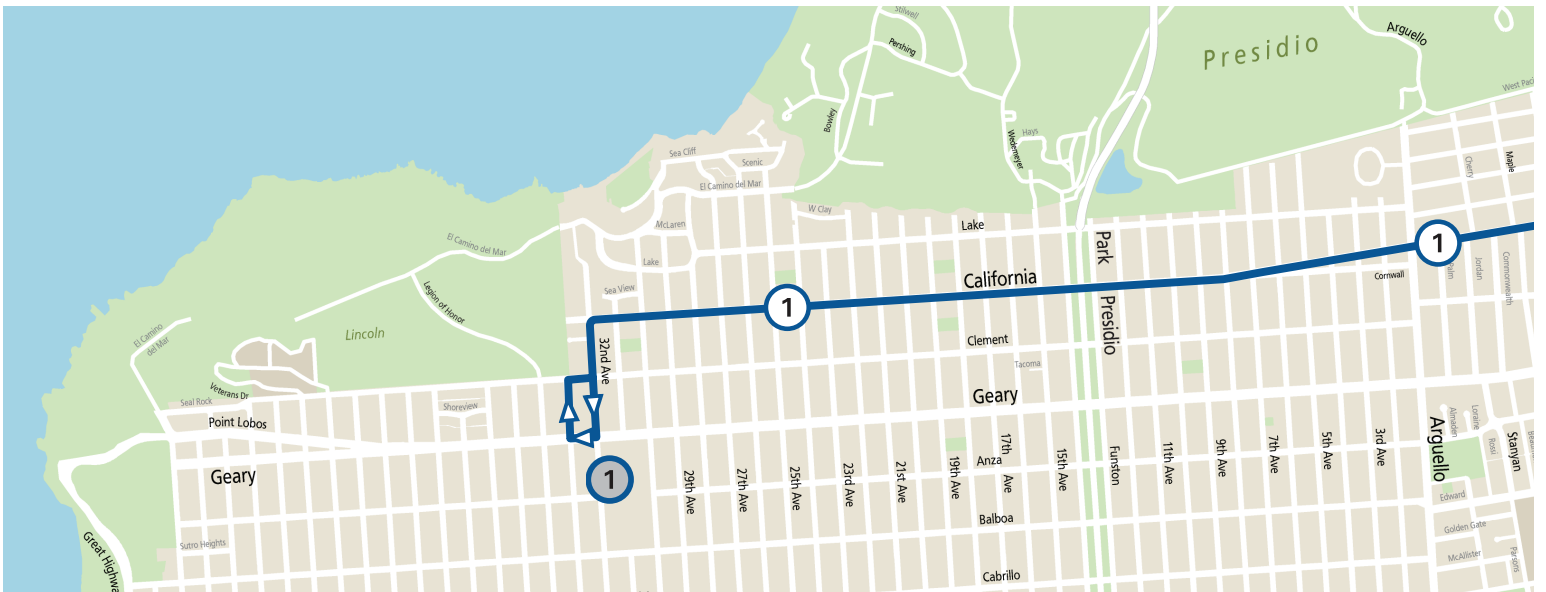 Stilwell
Pershing
Arguello
Presidio
West Paci
Bowley
Wedemeyer
Hays
Sea Cliff
Scenic
Cherry
Maple
El Camino del Mar
W Clay
McLaren
Lake
Park
1
El Camino del Mar
Lake
Cornwall
California
Palm
Jordan
Commonwealth
Legion of Honor
Sea View
1
Presidio
El Camino
del Mar
Lincoln
32nd Ave
Clement
Tacoma
Veterans Dr
Seal Rock
Shoreview
Geary
Point Lobos
Almaden
Loraine
Rossi
Stanyan
Arguello
Geary
1
29th Ave
27th Ave
25th Ave
23rd Ave
21st Ave
19th Ave
17th
Ave
Anza
15th Ave
Funston
11th Ave
9th Ave
7th Ave
5th Ave
3rd Ave
Edward
Balboa
Golden Gate
Sutro Heights
Great Highwa
McAllister
Parsons
Cabrillo